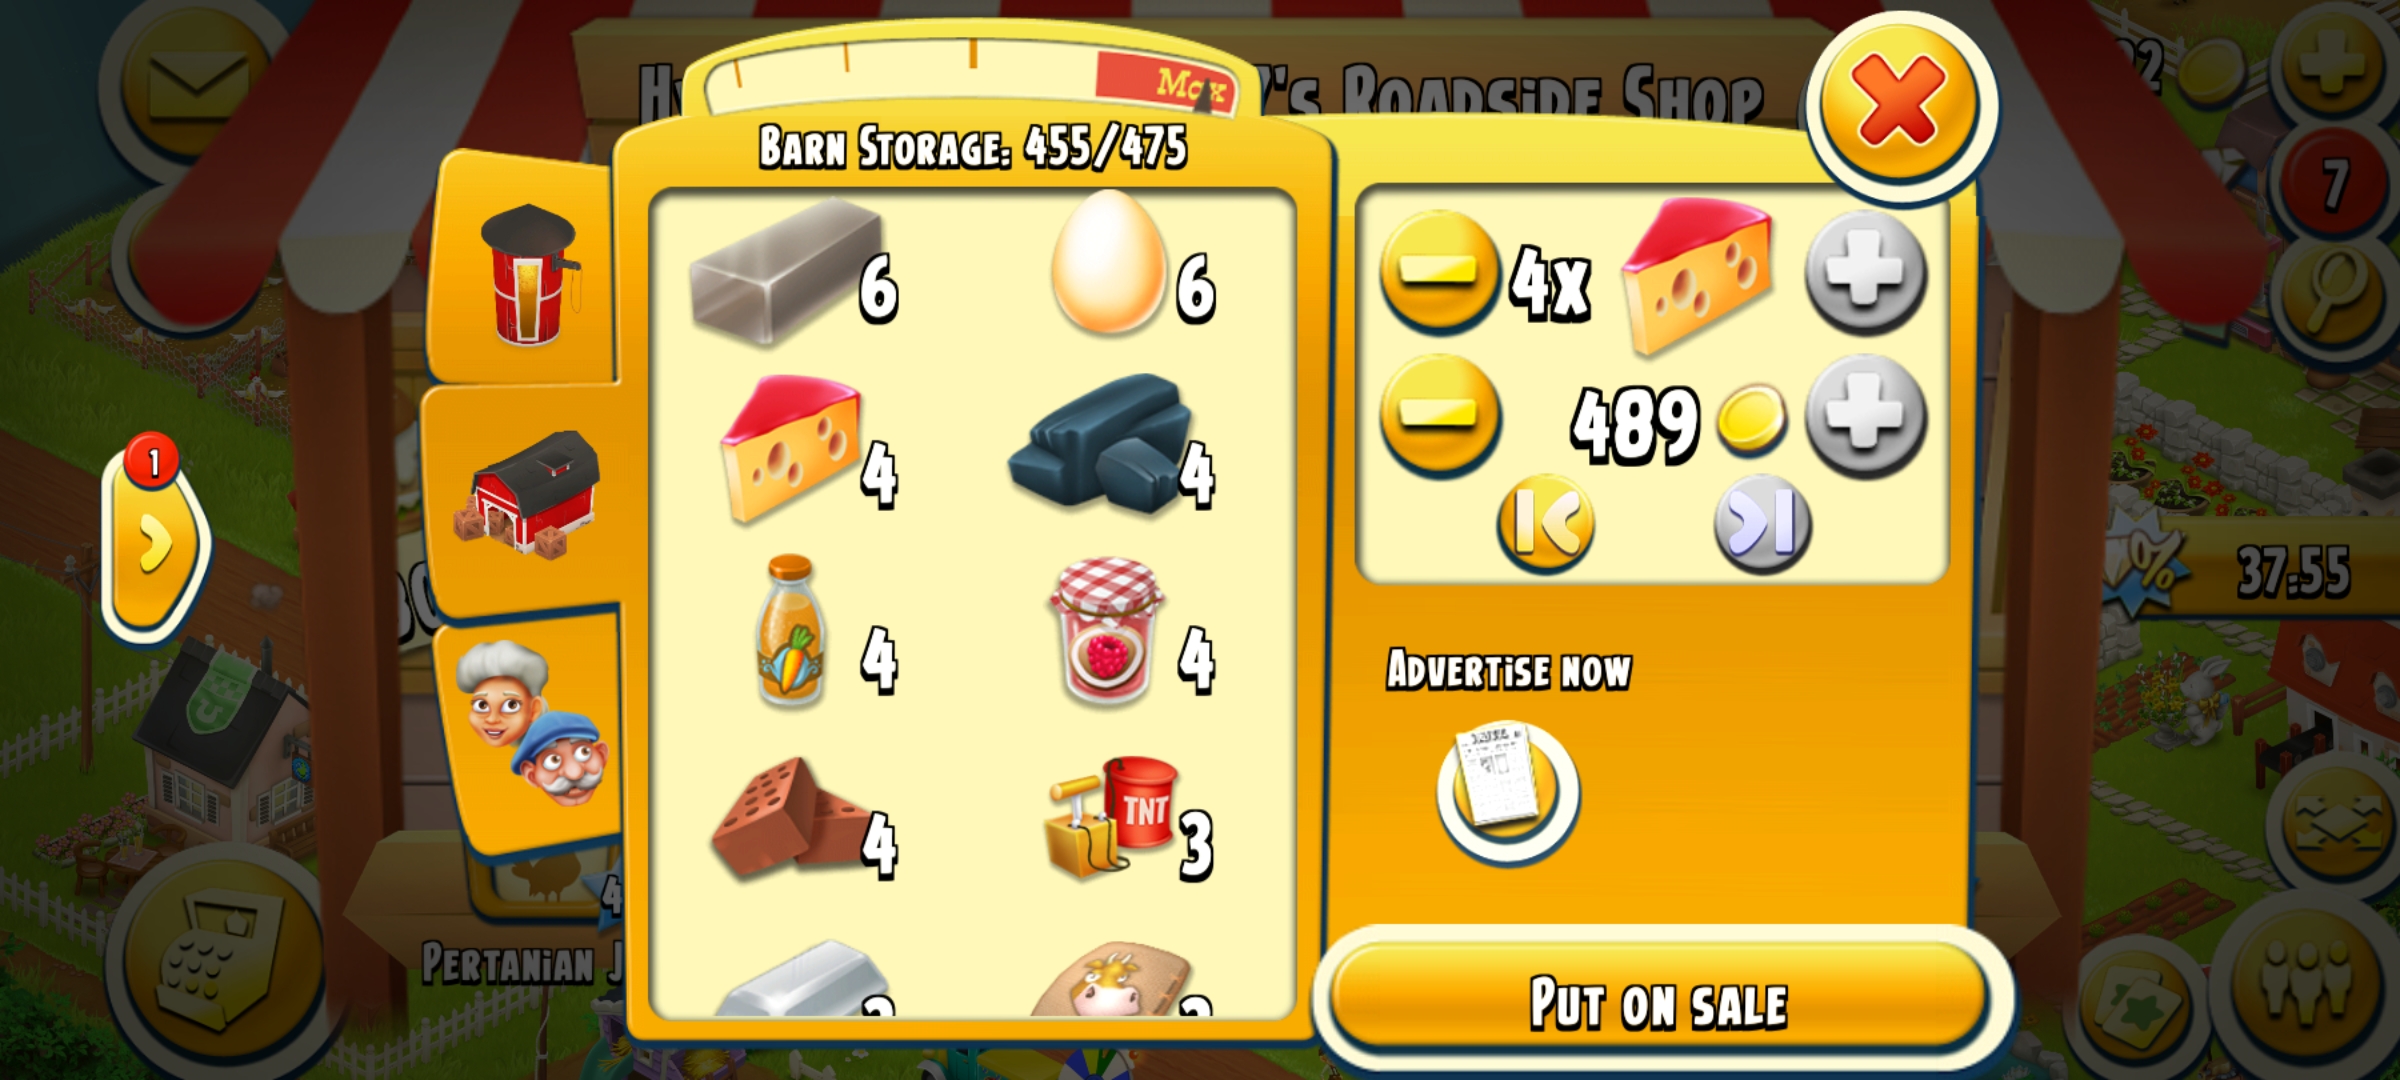 'S ROADSIDE SHOP
Max
BARN STORAGE: 455/475
7
6
6
4x
4
4
489
1
37:55
4
4
ADVERTISE NOW
4
TNT
3
PERTANIAN
PUT ON SALE